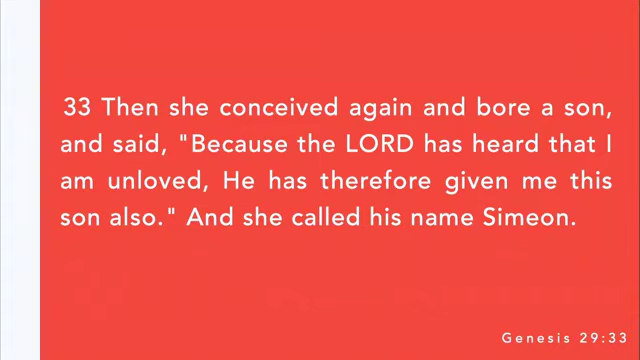 33 Then she conceived again and bore a son,
and said, "Because the LORD has heard that I
am unloved, He has therefore given me this
son also." And she called his name Simeon.
Genesis 29:33